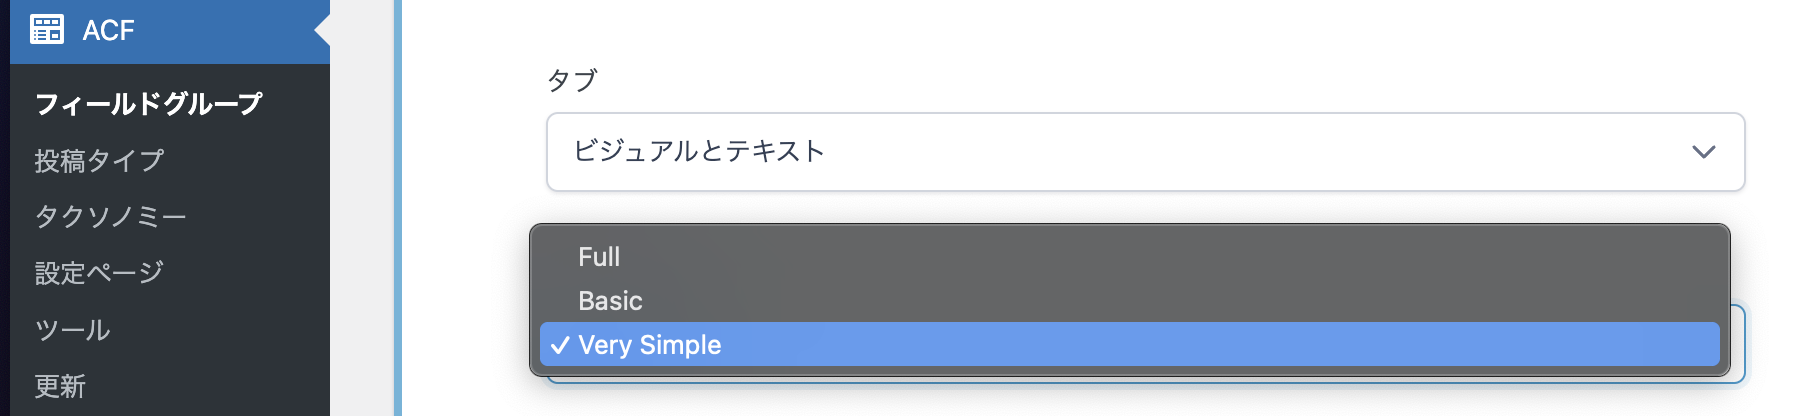 ACF
フィールドグループ
投稿タイプ
タクソノミー
設定ページ
ツール
更新
タブ
ビジュアルとテキスト
Full
Basic
Very Simple